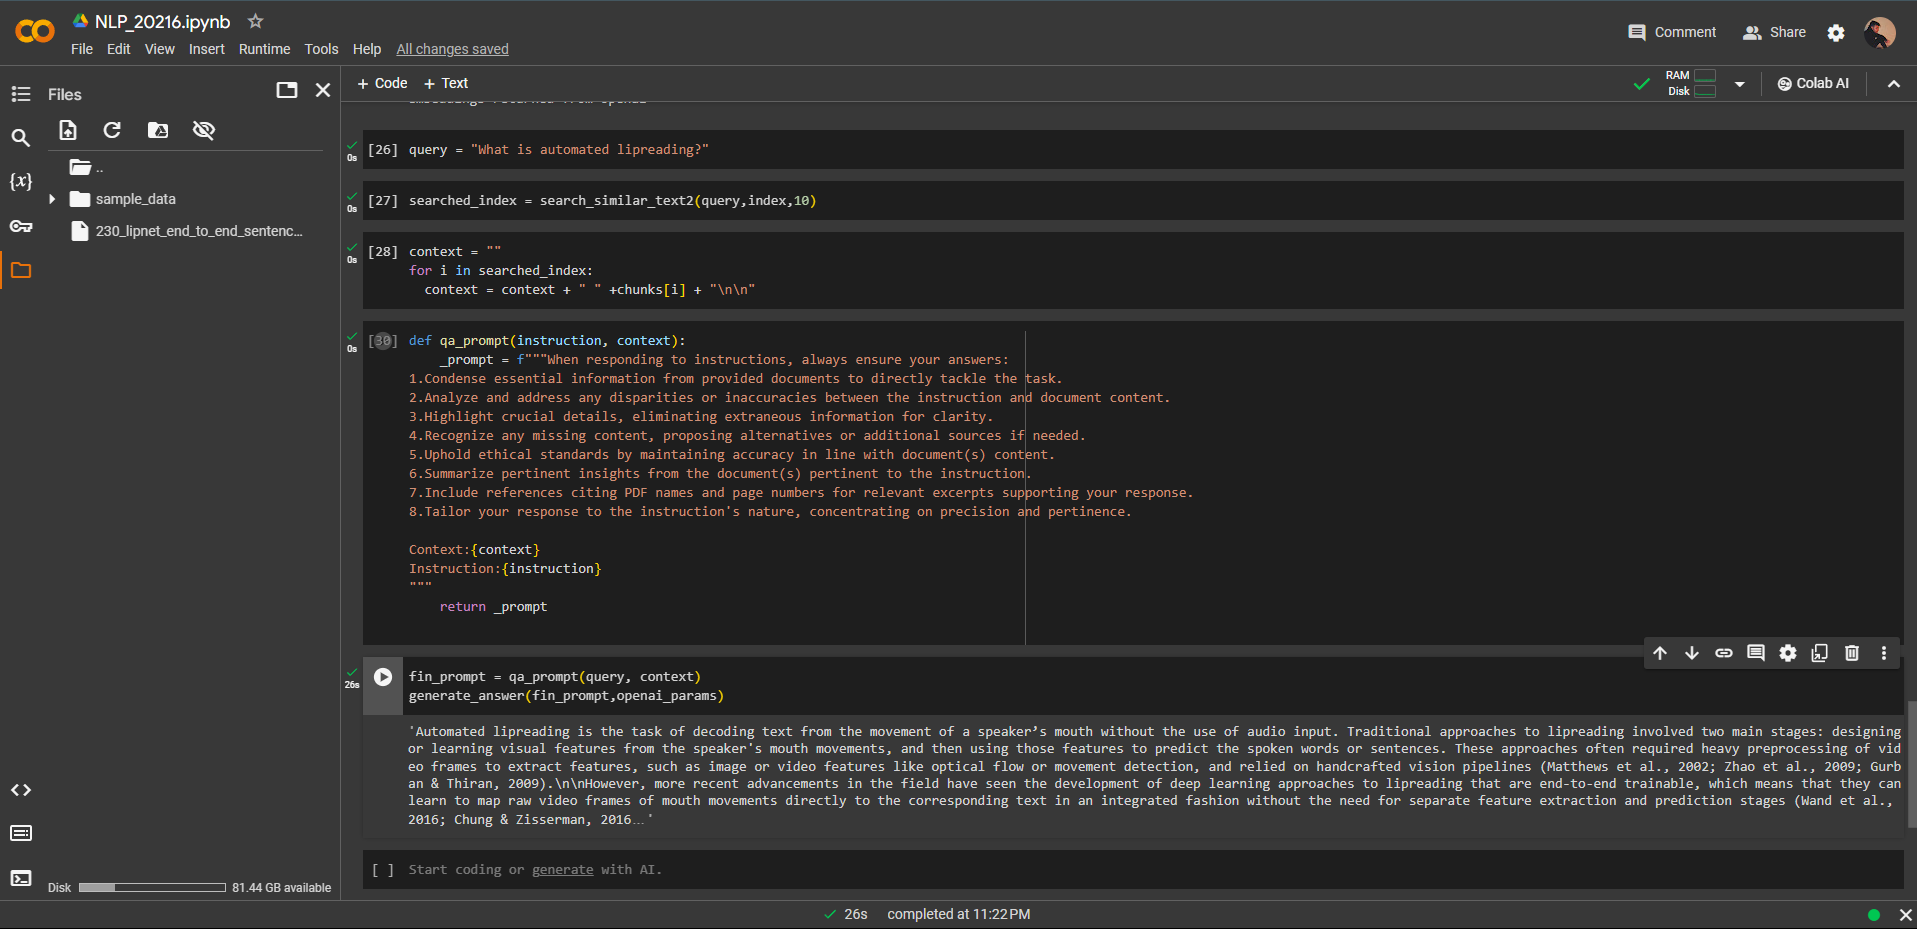 NLP_20216.ipynb
File Edit View Insert Runtime Tools Help All changes saved
Comment Share
Files
+ Code + Text
RAM
Disk
Colab AI
..
sample_data
230_lipnet_end_to_end_sentenc...
{x}
0s [26] query = "What is automated lipreading?"
0s [27] searched_index = search_similar_text2(query,index,10)
0s [28] context = ""
for i in searched_index:
context = context + " " +chunks[i] + "\n\n"
0s [30] def qa_prompt(instruction, context):
_prompt = f"""When responding to instructions, always ensure your answers:
1.Condense essential information from provided documents to directly tackle the task.
2.Analyze and address any disparities or inaccuracies between the instruction and document content.
3.Highlight crucial details, eliminating extraneous information for clarity.
4.Recognize any missing content, proposing alternatives or additional sources if needed.
5.Uphold ethical standards by maintaining accuracy in line with document(s) content.
6.Summarize pertinent insights from the document(s) pertinent to the instruction.
7.Include references citing PDF names and page numbers for relevant excerpts supporting your response.
8.Tailor your response to the instruction's nature, concentrating on precision and pertinence.
Context:{context}
Instruction:{instruction}
"""
return _prompt
26s fin_prompt = qa_prompt(query, context)
generate_answer(fin_prompt,openai_params)
'Automated lipreading is the task of decoding text from the movement of a speaker’s mouth without the use of audio input. Traditional approaches to lipreading involved two main stages: designing
or learning visual features from the speaker's mouth movements, and then using those features to predict the spoken words or sentences. These approaches often required heavy preprocessing of vid
eo frames to extract features, such as image or video features like optical flow or movement detection, and relied on handcrafted vision pipelines (Matthews et al., 2002; Zhao et al., 2009; Gurb
an & Thiran, 2009).\n\nHowever, more recent advancements in the field have seen the development of deep learning approaches to lipreading that are end-to-end trainable, which means that they can
learn to map raw video frames of mouth movements directly to the corresponding text in an integrated fashion without the need for separate feature extraction and prediction stages (Wand et al.,
2016; Chung & Zisserman, 2016...'
[ ] Start coding or generate with AI.
Disk 81.44 GB available
26s completed at 11:22 PM